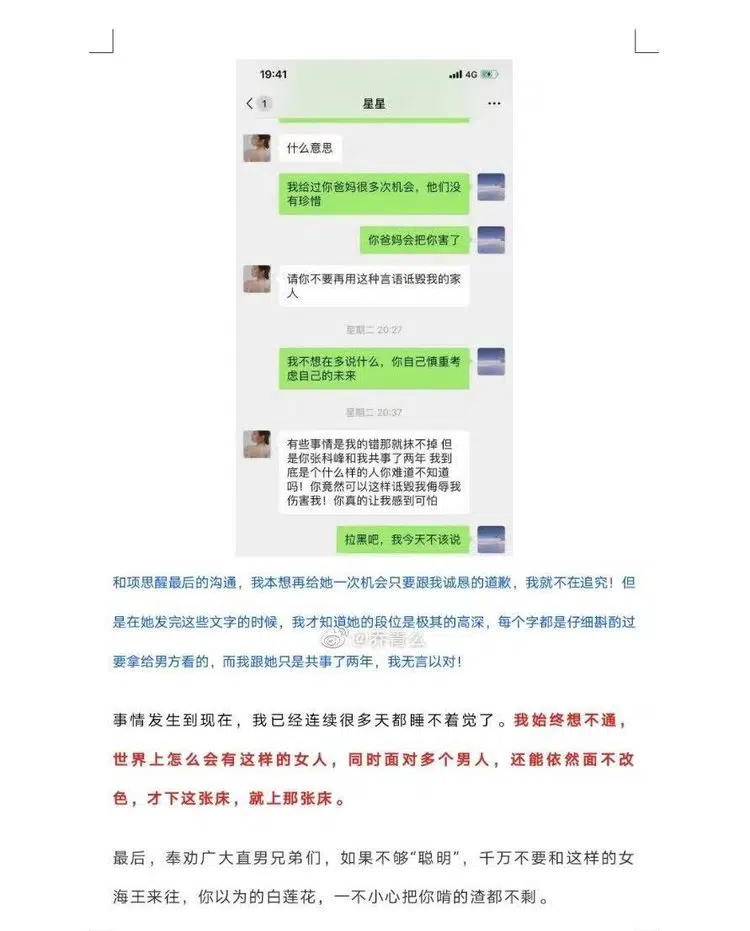 19:41
4G
1
星星
什么意思
我给过你爸妈很多次机会，他们没
有珍惜
你爸妈会把你害了
请你不要再用这种言语诋毁我的家
人
星期二 20:27
我不想在多说什么，你自己慎重考
虑自己的未来
星期二 20:37
有些事情是我的错那就抹不掉 但
是你张科峰和我共事了两年 我到
底是个什么样的人你难道不知道
吗！你竟然可以这样诋毁我侮辱我
伤害我！你真的让我感到可怕
拉黑吧，我今天不该说
和项思醒最后的沟通，我本想再给她一次机会只要跟我诚恳的道歉，我就不在追究！但
是在她发完这些文字的时候，我才知道她的段位是极其的高深，每个字都是仔细斟酌过
@乔胃么
要拿给男方看的，而我跟她只是共事了两年，我无言以对！
事情发生到现在，我已经连续很多天都睡不着觉了。我始终想不通，
世界上怎么会有这样的女人，同时面对多个男人，还能依然面不改
色，才下这张床，就上那张床。
最后，奉劝广大直男兄弟们，如果不够“聪明”，千万不要和这样的女
海王来往，你以为的白莲花，一不小心把你啃的渣都不剩。